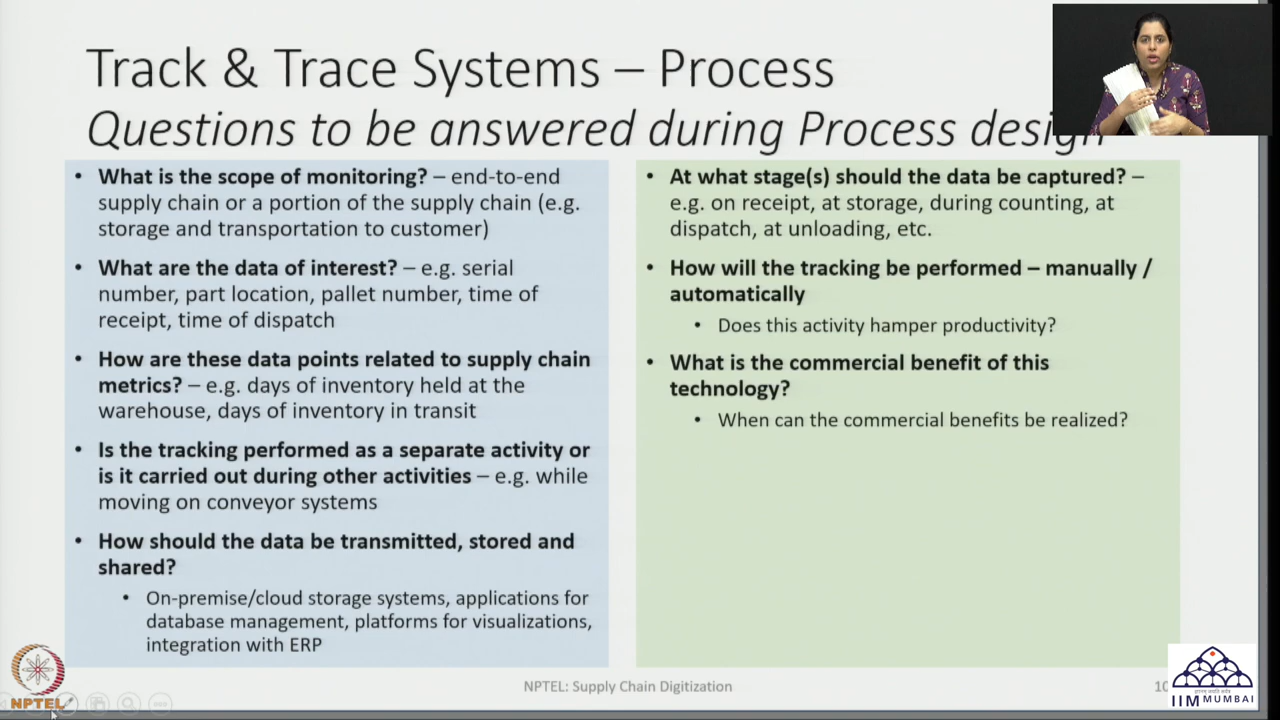 Track & Trace Systems – Process
Questions to be answered during Process design
• What is the scope of monitoring? – end-to-end
supply chain or a portion of the supply chain (e.g.
storage and transportation to customer)
• What are the data of interest? – e.g. serial
number, part location, pallet number, time of
receipt, time of dispatch
• How are these data points related to supply chain
metrics? – e.g. days of inventory held at the
warehouse, days of inventory in transit
• Is the tracking performed as a separate activity or
is it carried out during other activities – e.g. while
moving on conveyor systems
• How should the data be transmitted, stored and
shared?
• On-premise/cloud storage systems, applications for
database management, platforms for visualizations,
integration with ERP
• At what stage(s) should the data be captured? –
e.g. on receipt, at storage, during counting, at
dispatch, at unloading, etc.
• How will the tracking be performed – manually /
automatically
• Does this activity hamper productivity?
• What is the commercial benefit of this
technology?
• When can the commercial benefits be realized?
NPTEL
NPTEL: Supply Chain Digitization
10
IIM MUMBAI